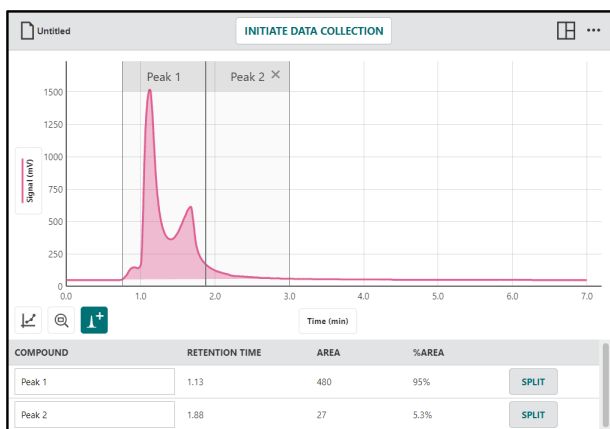 Untitled
INITIATE DATA COLLECTION
Peak 1
Peak 2
1500
1250
1000
750
500
250
0
Signal (mV)
0.0 1.0 2.0 3.0 4.0 5.0 6.0 7.0
Time (min)
COMPOUND RETENTION TIME AREA %AREA
Peak 1 1.13 480 95% SPLIT
Peak 2 1.88 27 5.3% SPLIT